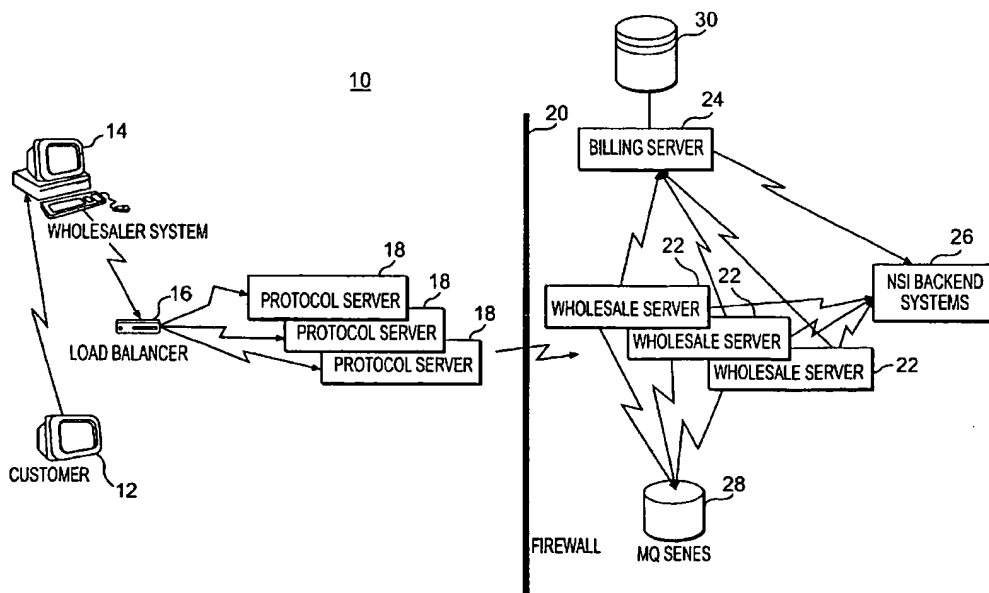 30
10
20
24
BILLING SERVER
14
WHOLESALER SYSTEM
26
NSI BACKEND
SYSTEMS
16
LOAD BALANCER
18
PROTOCOL SERVER
18
PROTOCOL SERVER
18
PROTOCOL SERVER
22
WHOLESALE SERVER
22
WHOLESALE SERVER
WHOLESALE SERVER
22
CUSTOMER
12
FIREWALL
28
MQ SENES